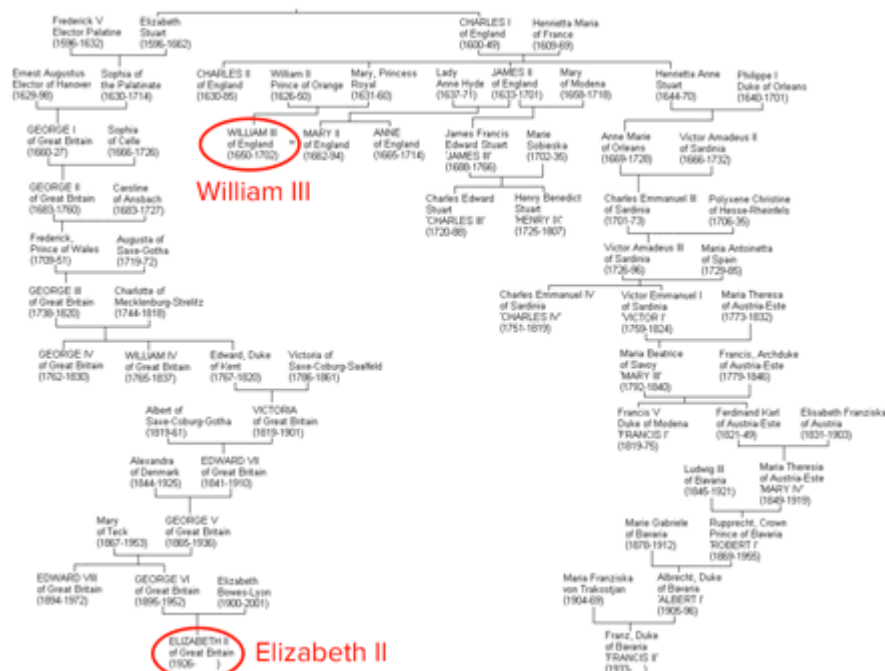 Frederick V
Elector Palatine
(1596-1632)
Elizabeth
Stuart
(1596-1662)
CHARLES I
of England
(1600-49)
Henrietta Maria
of France
(1609-69)
Ernest Augustus
Elector of Hanover
(1629-98)
Sophia of
the Palatinate
(1630-1714)
CHARLES II
of England
(1630-85)
William II
Prince of Orange
(1626-50)
Mary, Princess
Royal
(1631-60)
Lady
Anne Hyde
(1637-71)
JAMES II
of England
(1633-1701)
Mary
of Modena
(1658-1718)
Henrietta Anne
Stuart
(1644-70)
Philippe I
Duke of Orleans
(1640-1701)
GEORGE I
of Great Britain
(1660-27)
Sophia
of Celle
(1666-1726)
WILLIAM III
of England
(1650-1702)
=
MARY II
of England
(1662-94)
ANNE
of England
(1665-1714)
James Francis
Edward Stuart
'JAMES III'
(1688-1766)
Marie
Sobieska
(1702-35)
Anne Marie
of Orleans
(1669-1728)
Victor Amadeus II
of Sardinia
(1666-1732)
William III
GEORGE II
of Great Britain
(1683-1760)
Caroline
of Ansbach
(1683-1727)
Charles Edward
Stuart
'CHARLES III'
(1720-88)
Henry Benedict
Stuart
'HENRY IX'
(1725-1807)
Charles Emmanuel III
of Sardinia
(1701-73)
Polyxene Christine
of Hesse-Rheinfels
(1706-35)
Frederick,
Prince of Wales
(1709-51)
Augusta of
Saxe-Gotha
(1719-72)
Victor Amadeus III
of Sardinia
(1726-96)
Maria Antoinetta
of Spain
(1729-85)
GEORGE III
of Great Britain
(1738-1820)
Charlotte of
Mecklenburg-Strelitz
(1744-1818)
Charles Emmanuel IV
of Sardinia
'CHARLES IV'
(1751-1819)
Victor Emmanuel I
of Sardinia
'VICTOR I'
(1759-1824)
Maria Theresa
of Austria-Este
(1773-1832)
GEORGE IV
of Great Britain
(1762-1830)
WILLIAM IV
of Great Britain
(1765-1837)
Edward, Duke
of Kent
(1767-1820)
Victoria of
Saxe-Coburg-Saalfeld
(1786-1861)
Maria Beatrice
of Savoy
'MARY III'
(1792-1840)
Francis, Archduke
of Austria-Este
(1779-1846)
Albert of
Saxe-Coburg-Gotha
(1819-61)
VICTORIA
of Great Britain
(1819-1901)
Francis V
Duke of Modena
'FRANCIS I'
(1819-75)
Ferdinand Karl
of Austria-Este
(1821-49)
Elisabeth Franziska
of Austria
(1831-1903)
Alexandra
of Denmark
(1844-1925)
EDWARD VII
of Great Britain
(1841-1910)
Ludwig III
of Bavaria
(1845-1921)
Maria Theresia
of Austria-Este
'MARY IV'
(1849-1919)
Mary
of Teck
(1867-1953)
GEORGE V
of Great Britain
(1865-1936)
Marie Gabriele
of Bavaria
(1878-1912)
Rupprecht, Crown
Prince of Bavaria
'ROBERT I'
(1869-1955)
EDWARD VIII
of Great Britain
(1894-1972)
GEORGE VI
of Great Britain
(1895-1952)
Elizabeth
Bowes-Lyon
(1900-2001)
Maria Franziska
von Trakostjan
(1904-69)
Albrecht, Duke
of Bavaria
'ALBERT I'
(1905-96)
ELIZABETH II
of Great Britain
(1926- )
Elizabeth II
Franz, Duke
of Bavaria
'FRANCIS II'
(1933- )